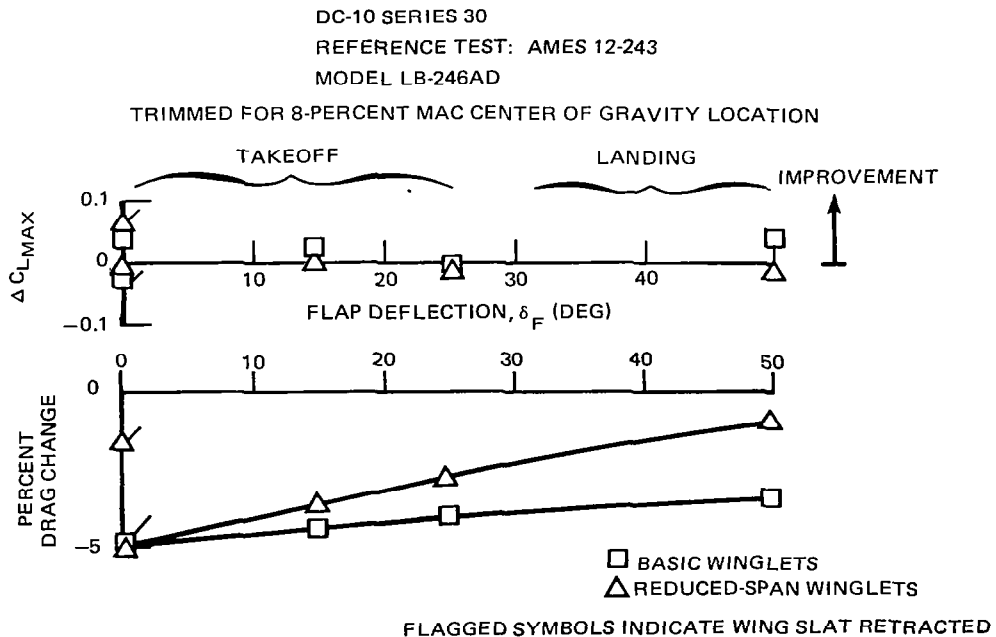 DC-10 SERIES 30
REFERENCE TEST: AMES 12-243
MODEL LB-246AD
TRIMMED FOR 8-PERCENT MAC CENTER OF GRAVITY LOCATION
TAKEOFF
LANDING
IMPROVEMENT
0.1
0
-0.1
Δ CLMAX
10 20 30 40
FLAP DEFLECTION, δF (DEG)
0 10 20 30 40 50
0
-5
PERCENT
DRAG CHANGE
BASIC WINGLETS
REDUCED-SPAN WINGLETS
FLAGGED SYMBOLS INDICATE WING SLAT RETRACTED